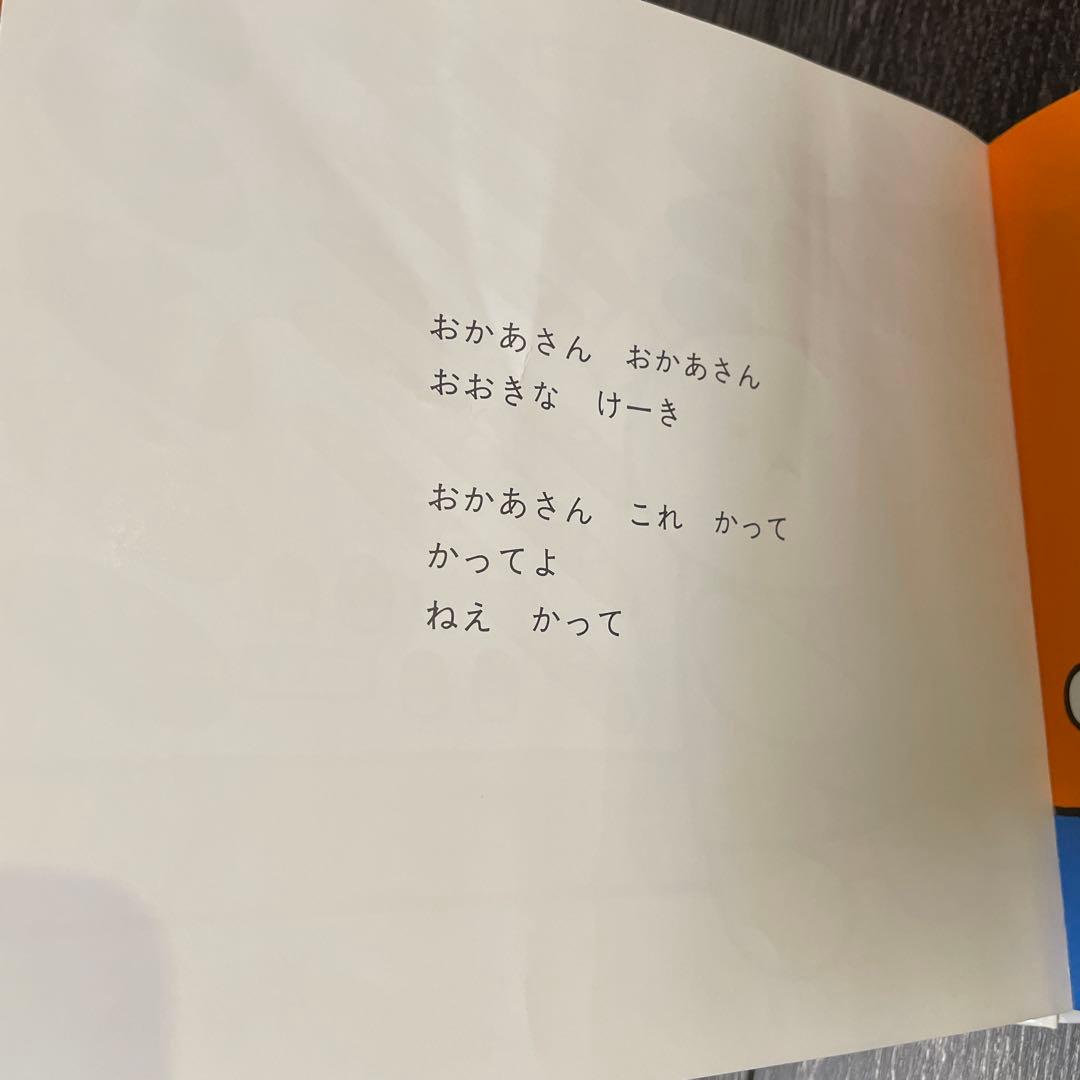 おかあさん　おかあさん
おおきな　けーき
おかあさん　これ　かって
かってよ
ねえ　かって